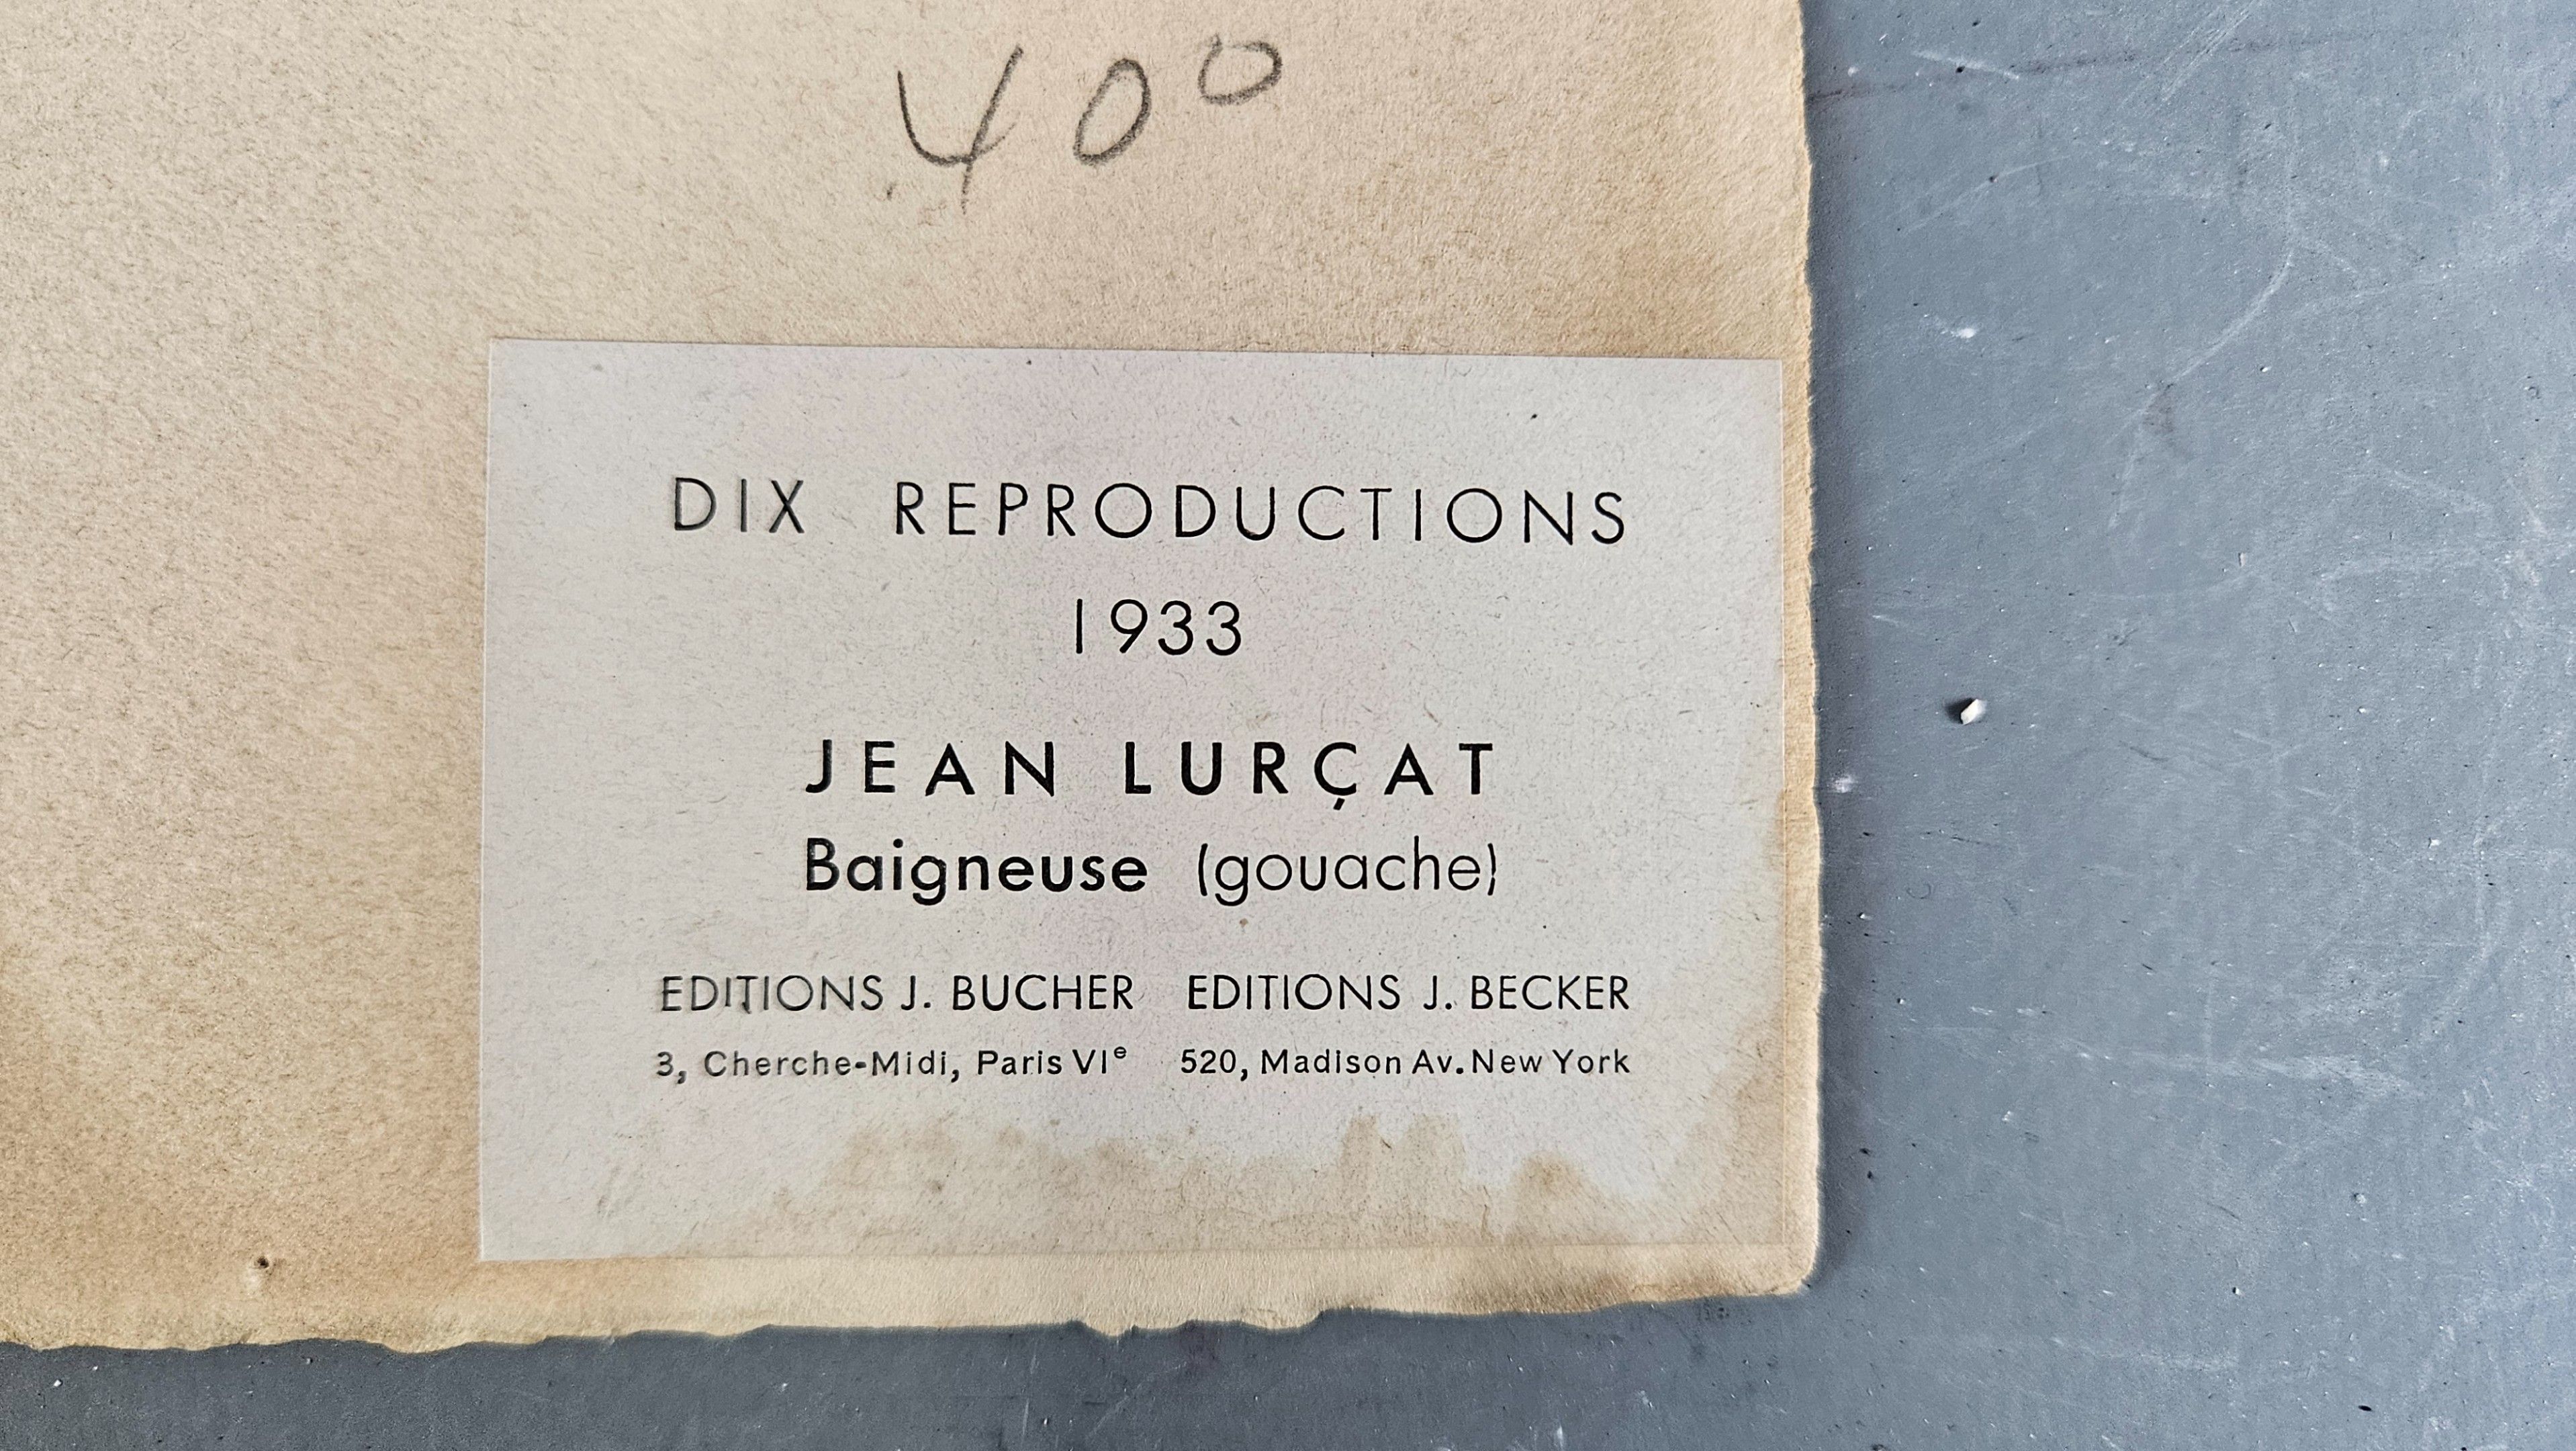 40⁰
DIX REPRODUCTIONS
1933
JEAN LURÇAT
Baigneuse (gouache)
EDITIONS J. BUCHER EDITIONS J. BECKER
3, Cherche-Midi, Paris VIᵉ 520, Madison Av. New York